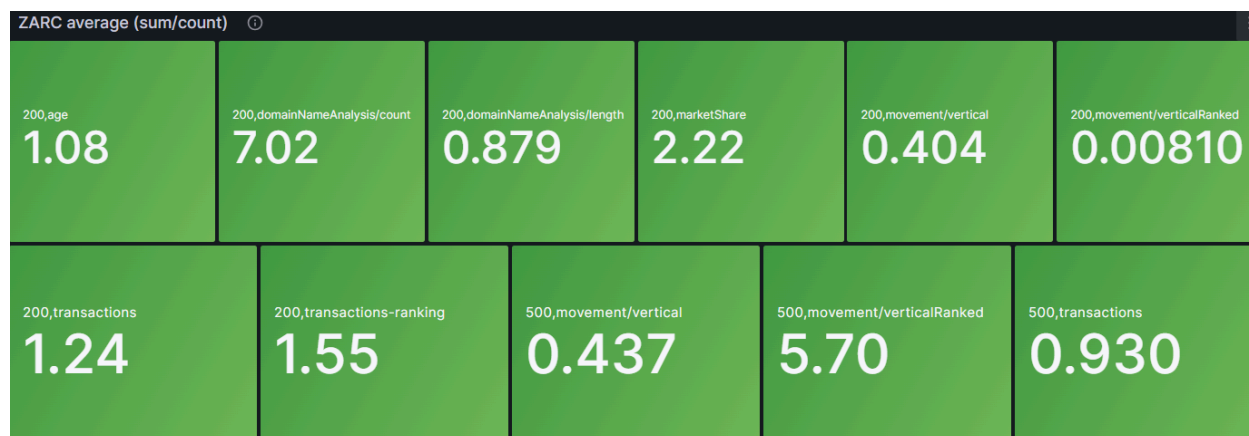 ZARC average (sum/count)
200,age
1.08
200,domainNameAnalysis/count
7.02
200,domainNameAnalysis/length
0.879
200,marketShare
2.22
200,movement/vertical
0.404
200,movement/verticalRanked
0.00810
200,transactions
1.24
200,transactions-ranking
1.55
500,movement/vertical
0.437
500,movement/verticalRanked
5.70
500,transactions
0.930